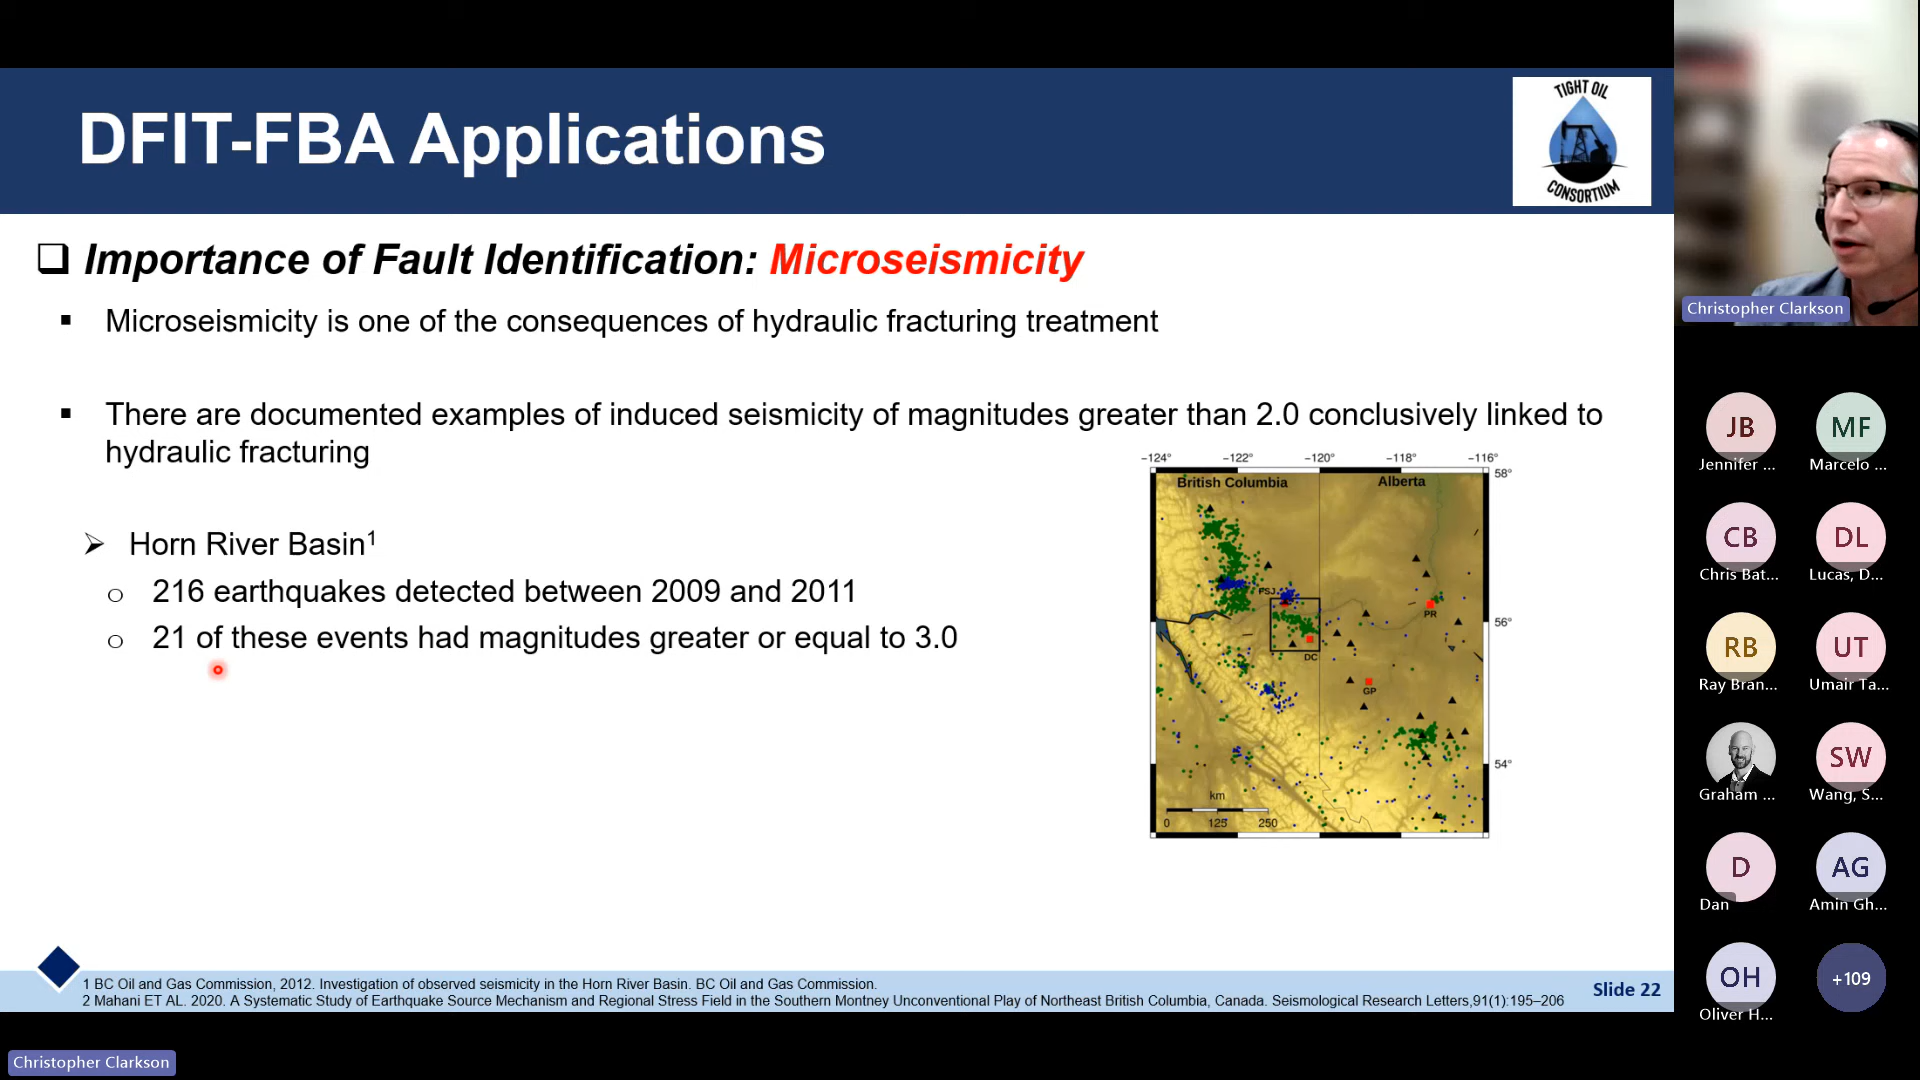 DFIT-FBA Applications
TIGHT OIL
CONSORTIUM
Importance of Fault Identification: Microseismicity
Microseismicity is one of the consequences of hydraulic fracturing treatment
There are documented examples of induced seismicity of magnitudes greater than 2.0 conclusively linked to
hydraulic fracturing
Horn River Basin¹
216 earthquakes detected between 2009 and 2011
21 of these events had magnitudes greater or equal to 3.0
−124° −122° −120° −118° −116°
58°
British Columbia Alberta
FSJ
PR
56°
DC
GP
54°
km
0 125 250
1 BC Oil and Gas Commission, 2012. Investigation of observed seismicity in the Horn River Basin. BC Oil and Gas Commission.
2 Mahani ET AL. 2020. A Systematic Study of Earthquake Source Mechanism and Regional Stress Field in the Southern Montney Unconventional Play of Northeast British Columbia, Canada. Seismological Research Letters,91(1):195–206
Slide 22
Christopher Clarkson
Christopher Clarkson
JB MF
Jennifer ... Marcelo ...
CB DL
Chris Bat... Lucas, D...
RB UT
Ray Bran... Umair Ta...
SW
Graham ... Wang, S...
D AG
Dan Amin Gh...
OH +109
Oliver H...